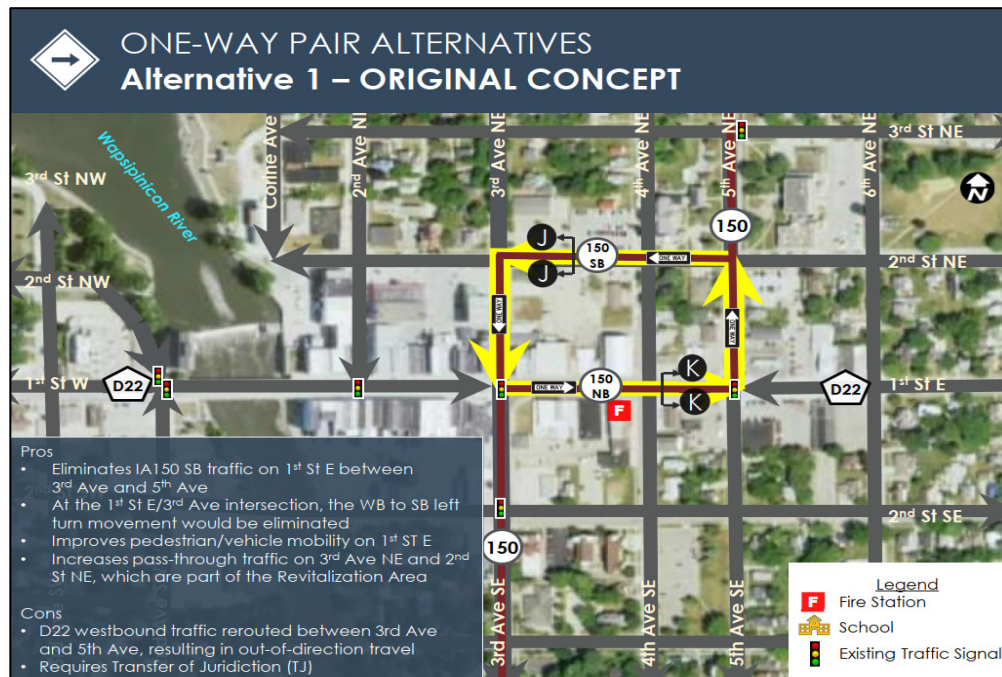 ONE-WAY PAIR ALTERNATIVES
Alternative 1 – ORIGINAL CONCEPT
Wapsipinicon River
3rd St NW
2nd St NW
1st St W
D22
2nd Ave NE
3rd Ave NE
4th Ave NE
5th Ave NE
6th Ave NE
3rd St NE
N
150
J
J
150
SB
ONE WAY
2nd St NE
ONE WAY
ONE WAY
ONE WAY
150
NB
K
K
F
D22
1st St E
2nd St SE
150
3rd Ave SE
4th Ave SE
5th Ave SE
Pros
• Eliminates IA150 SB traffic on 1st St E between
3rd Ave and 5th Ave
• At the 1st St E/3rd Ave intersection, the WB to SB left
turn movement would be eliminated
• Improves pedestrian/vehicle mobility on 1st ST E
• Increases pass-through traffic on 3rd Ave NE and 2nd
St NE, which are part of the Revitalization Area
Cons
• D22 westbound traffic rerouted between 3rd Ave
and 5th Ave, resulting in out-of-direction travel
• Requires Transfer of Juridiction (TJ)
Legend
F Fire Station
School
Existing Traffic Signal